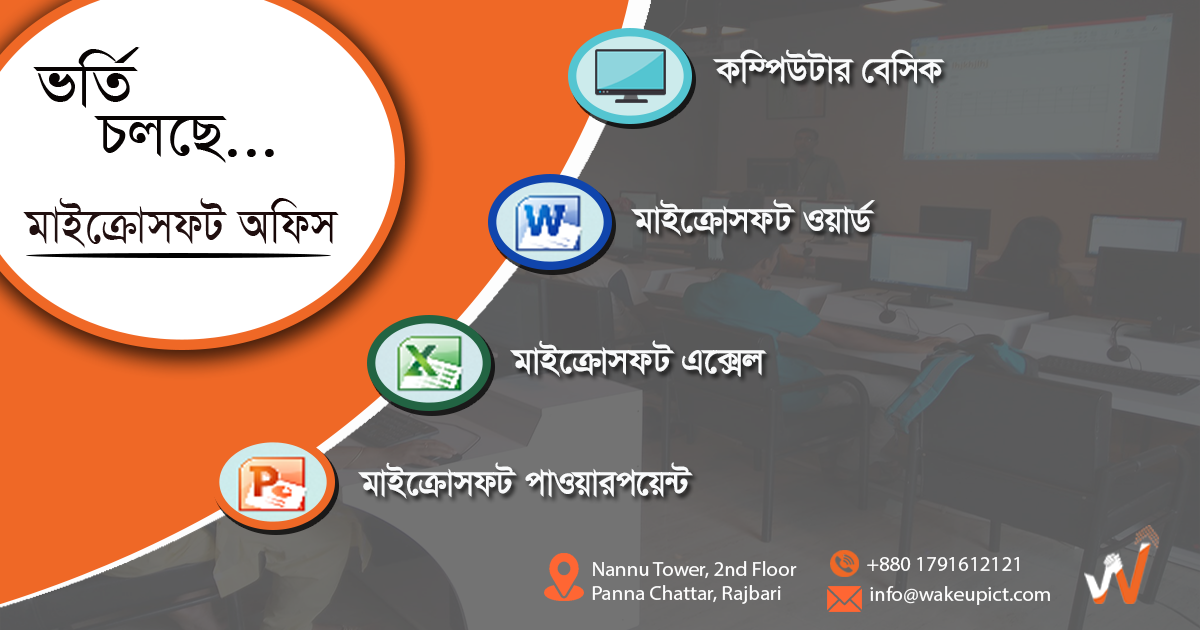 ভর্তি
চলছে...
মাইক্রোসফট অফিস
কম্পিউটার বেসিক
মাইক্রোসফট ওয়ার্ড
মাইক্রোসফট এক্সেল
মাইক্রোসফট পাওয়ারপয়েন্ট
Nannu Tower, 2nd Floor
Panna Chattar, Rajbari
+880 1791612121
info@wakeupict.com